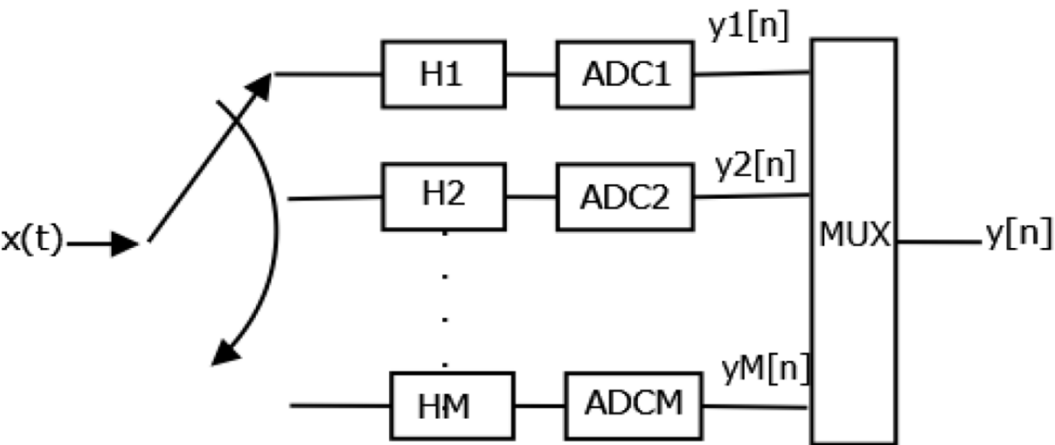 y1[n]
H1
ADC1
y2[n]
H2
ADC2
x(t)
MUX
y[n]
yM[n]
HM
ADCM